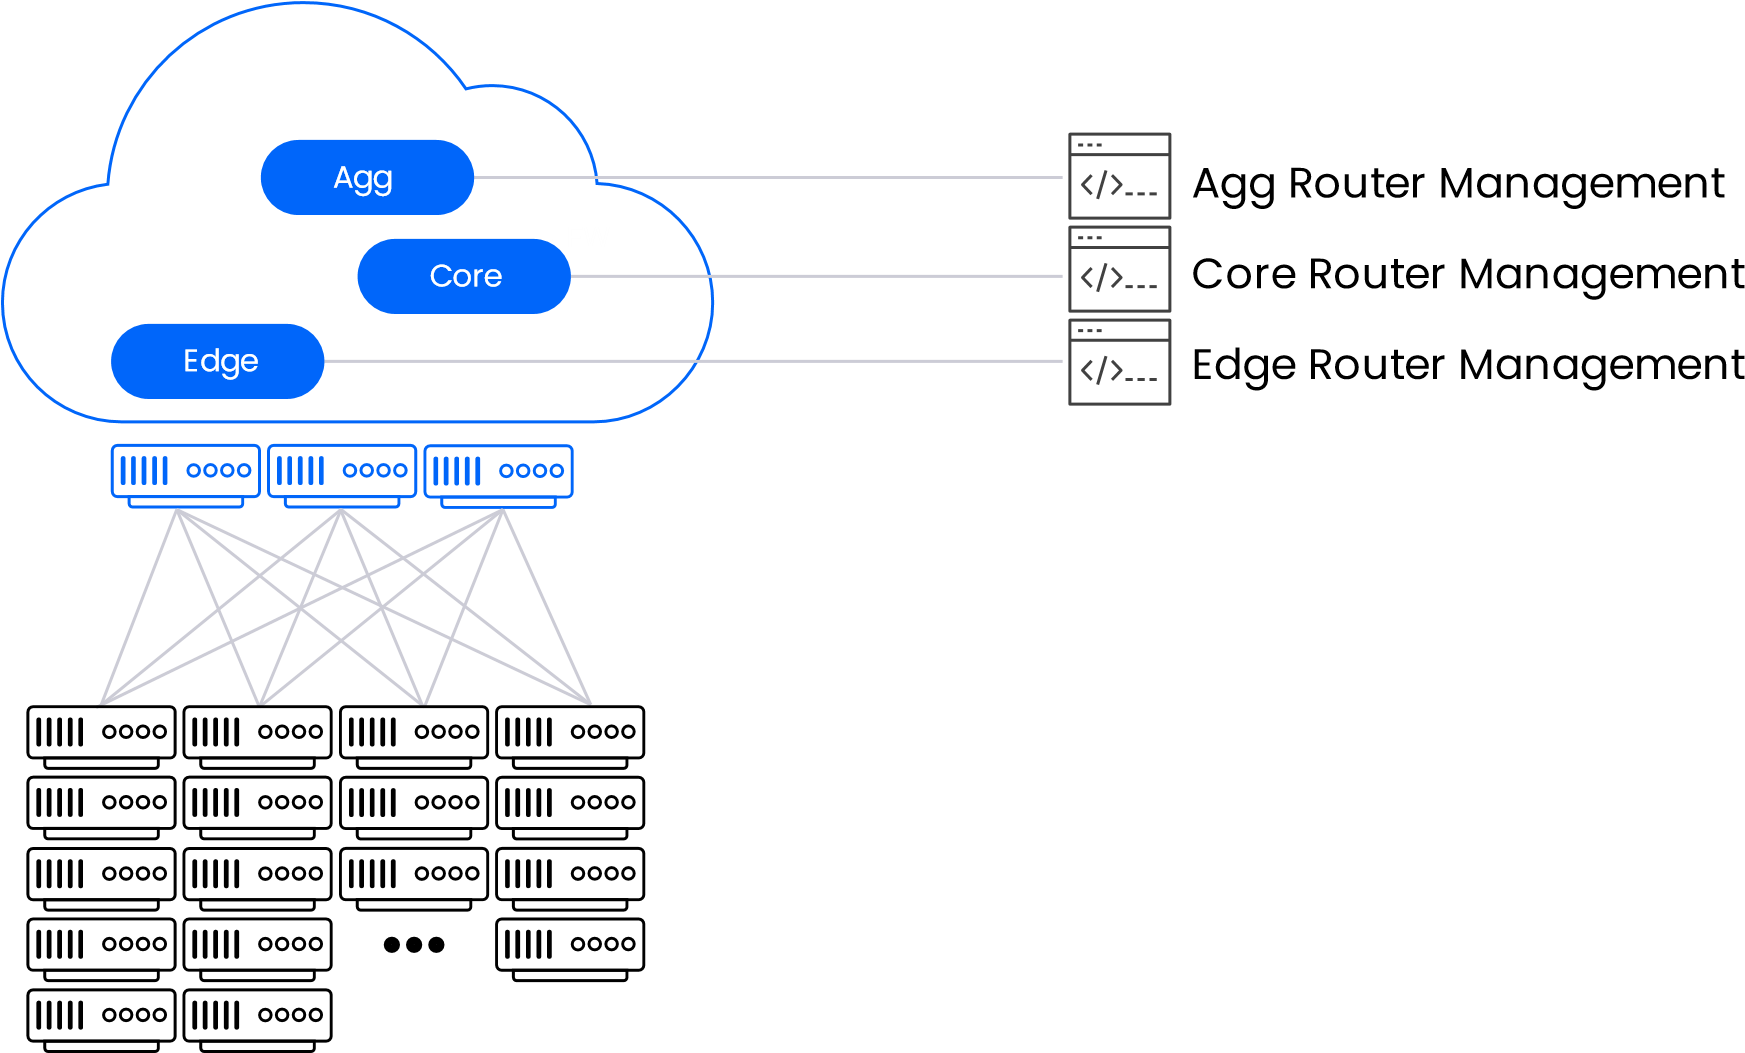 Agg
Agg Router Management
Core
Core Router Management
Edge
Edge Router Management